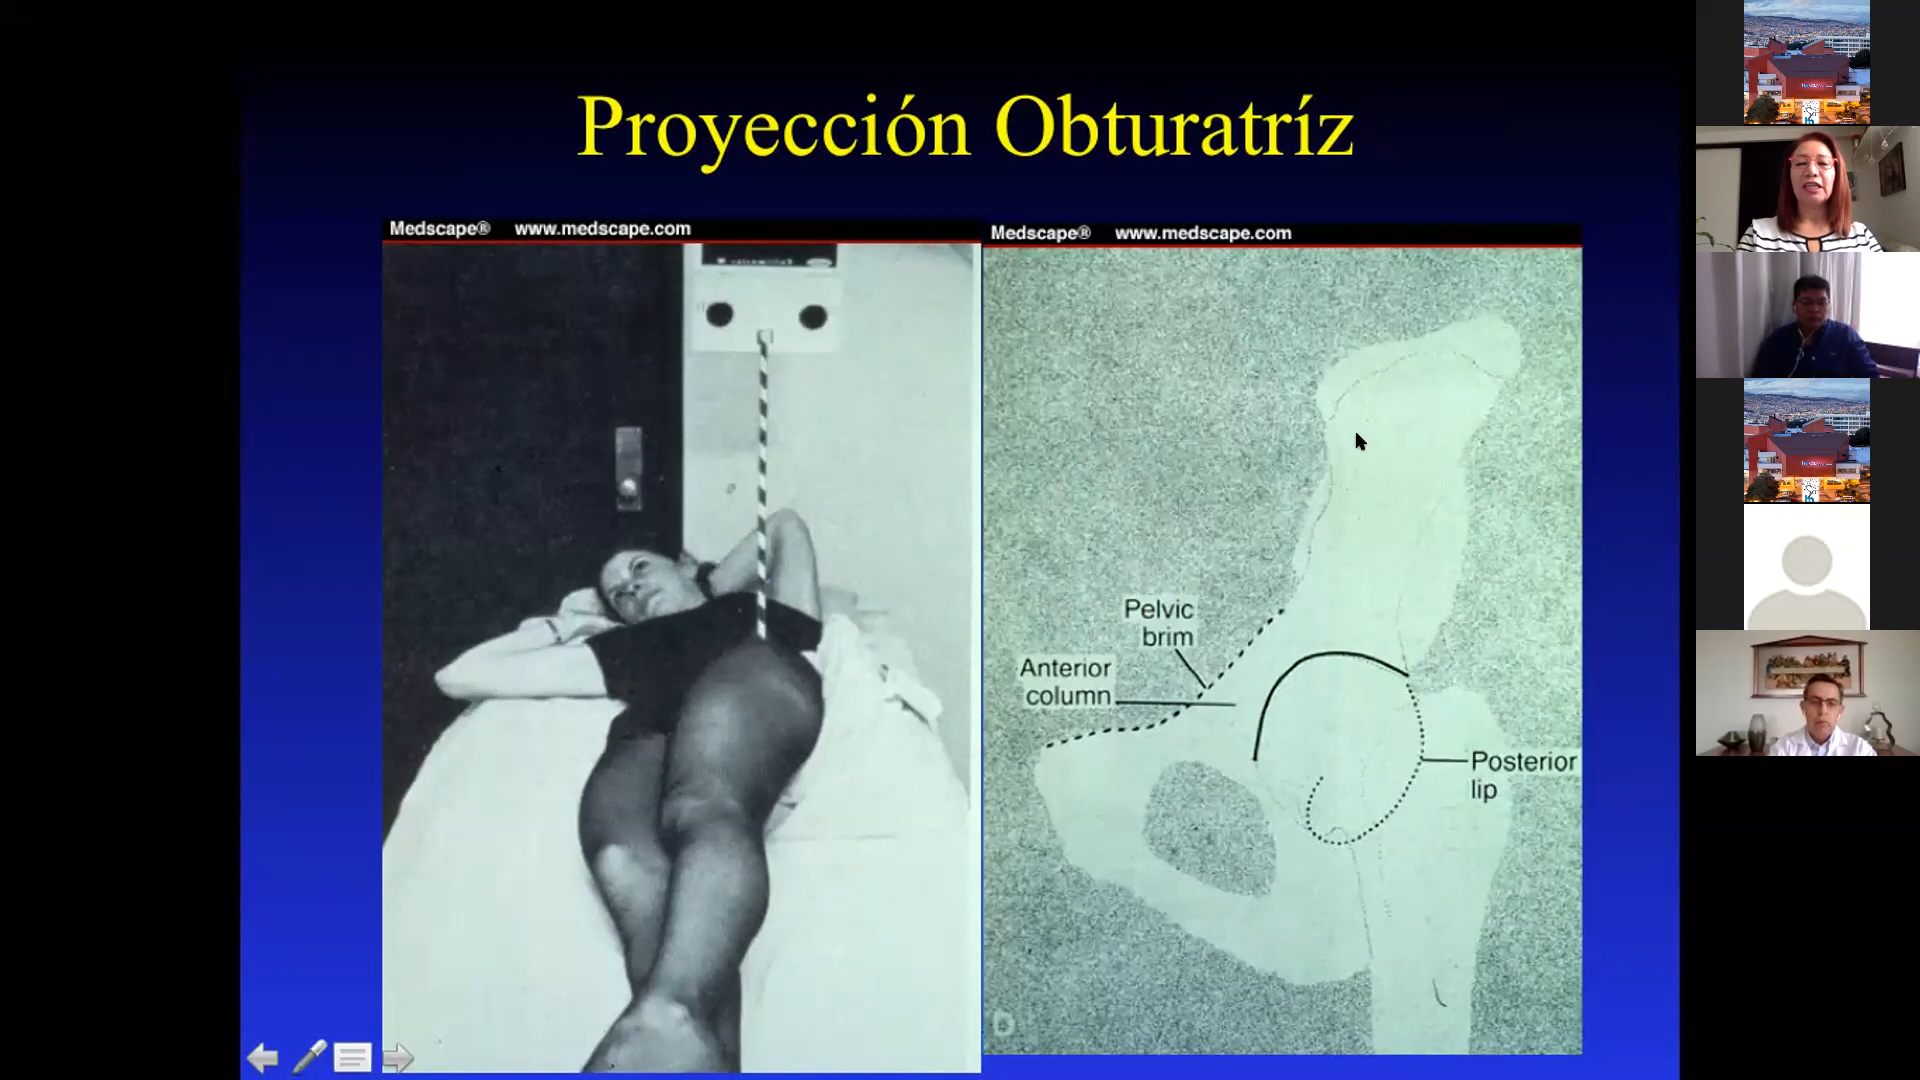 Proyección Obturatríz
Medscape® www.medscape.com
Medscape® www.medscape.com
Pelvic
brim
Anterior
column
Posterior
lip
D